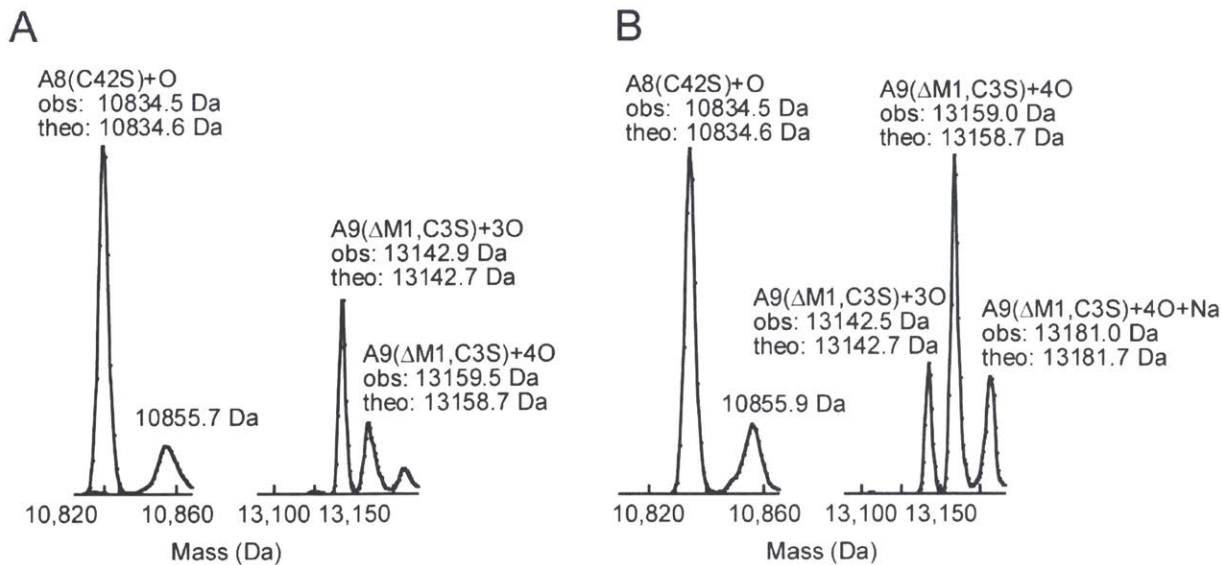 A
A8(C42S)+O
obs: 10834.5 Da
theo: 10834.6 Da
A9(ΔM1,C3S)+3O
obs: 13142.9 Da
theo: 13142.7 Da
A9(ΔM1,C3S)+4O
obs: 13159.5 Da
theo: 13158.7 Da
10855.7 Da
10,820 10,860 13,100 13,150
Mass (Da)
B
A8(C42S)+O
obs: 10834.5 Da
theo: 10834.6 Da
A9(ΔM1,C3S)+4O
obs: 13159.0 Da
theo: 13158.7 Da
A9(ΔM1,C3S)+3O
obs: 13142.5 Da
theo: 13142.7 Da
A9(ΔM1,C3S)+4O+Na
obs: 13181.0 Da
theo: 13181.7 Da
10855.9 Da
10,820 10,860 13,100 13,150
Mass (Da)